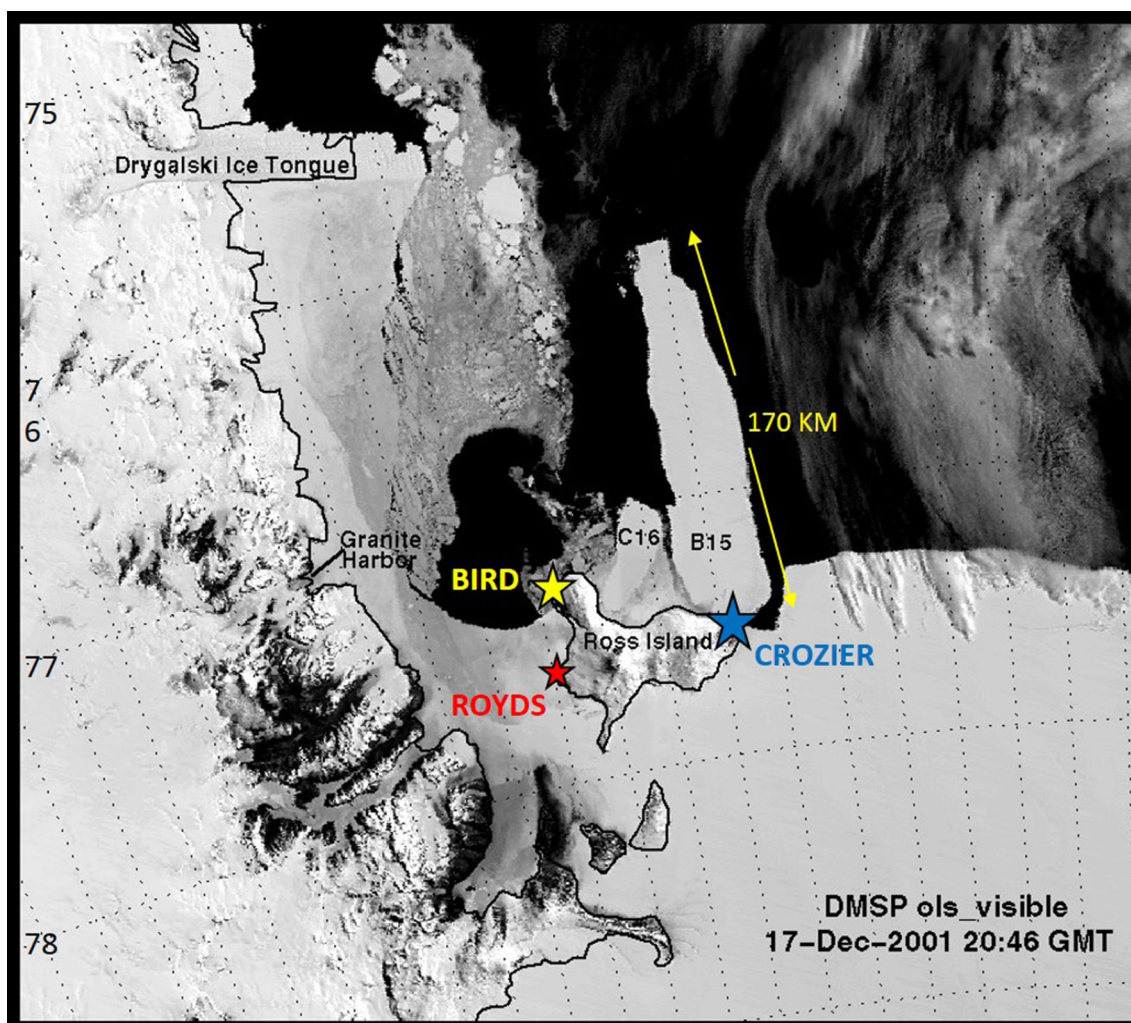 75
Drygalski Ice Tongue
7
6
170 KM
C16
B15
Granite
Harbor
BIRD
Ross Island
CROZIER
77
ROYDS
DMSP ols_visible
17-Dec-2001 20:46 GMT
78